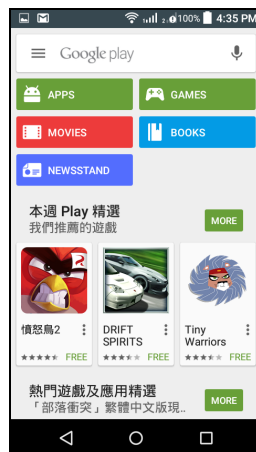 100% 4:35 PM
Google play
APPS
GAMES
MOVIES
BOOKS
NEWSSTAND
本週 Play 精選
我們推薦的遊戲
MORE
憤怒鳥2
FREE
DRIFT
SPIRITS
FREE
Tiny
Warriors
FREE
熱門遊戲及應用精選
「部落衝突」繁體中文版現..
MORE